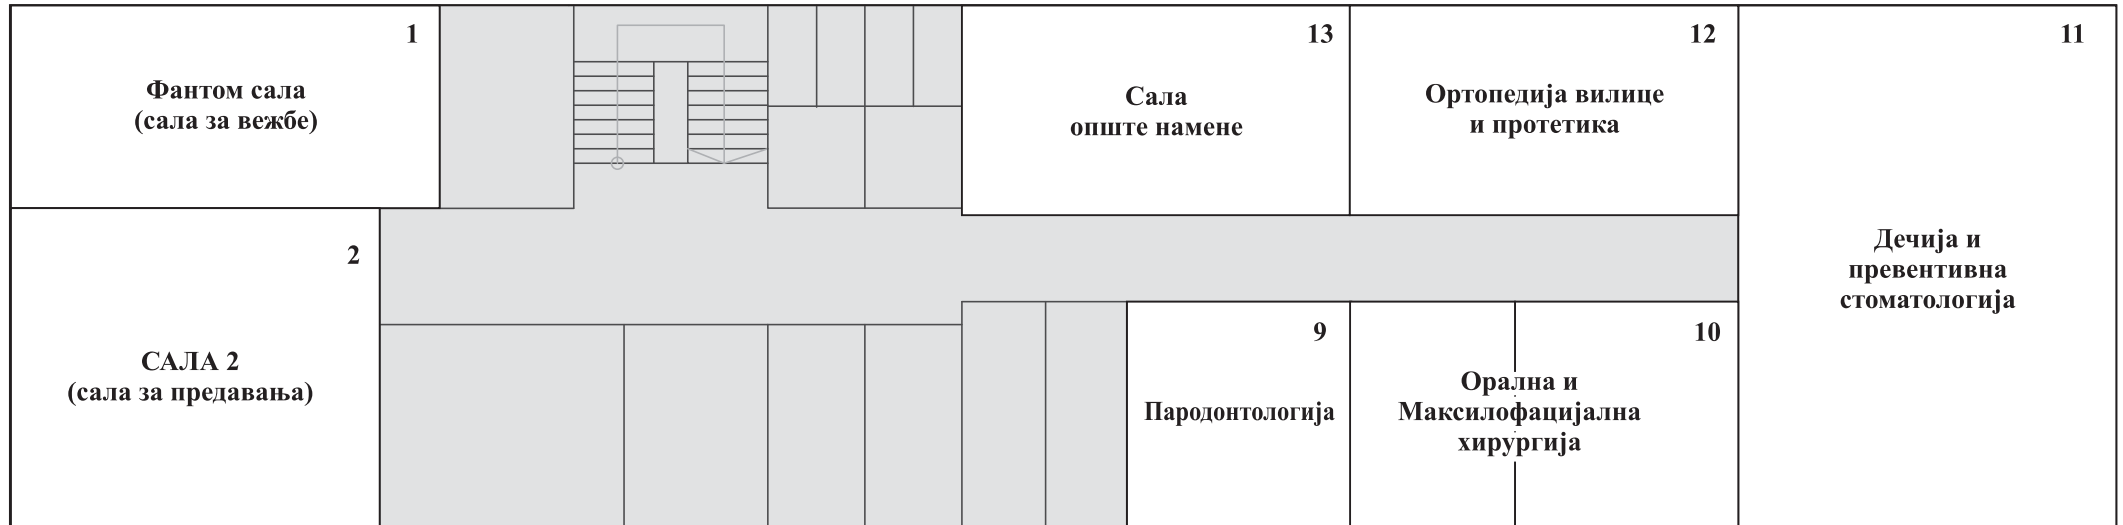 1
Фантом сала
(сала за вежбе)
13
Сала
опште намене
12
Ортопедија вилице
и протетика
11
Дечија и
превентивна
стоматологија
2
САЛА 2
(сала за предавања)
9
Пародонтологија
10
Орална и
Максилофацијална
хирургија